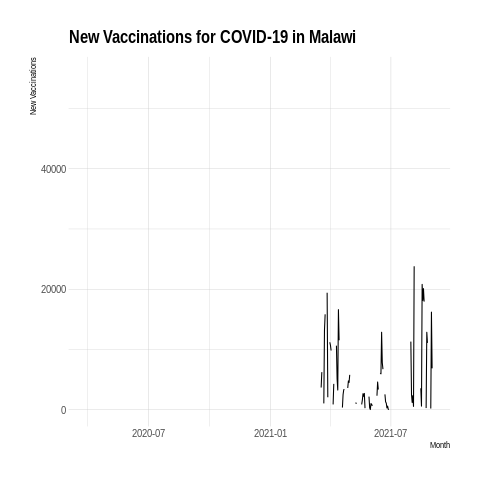 New Vaccinations for COVID-19 in Malawi
New Vaccinations
40000
20000
0
2020-07 2021-01 2021-07
Month